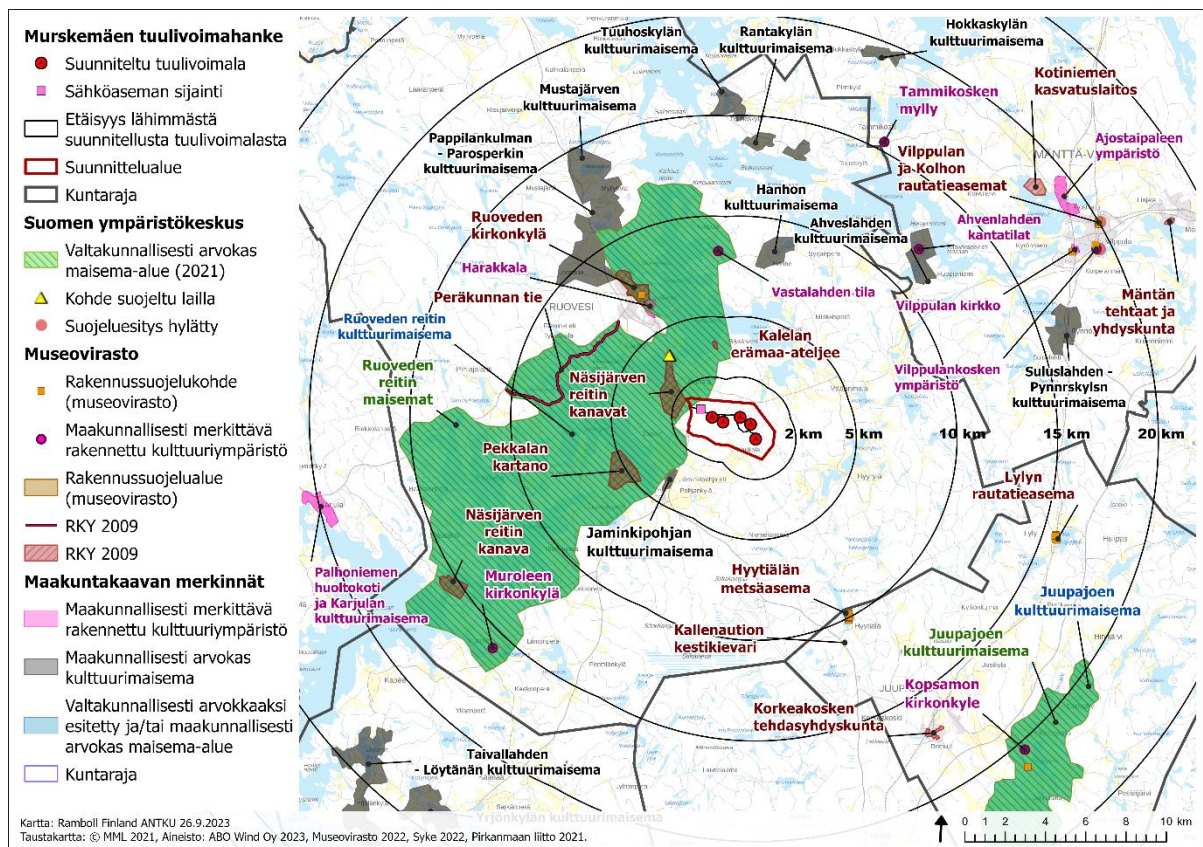 Murskemäen tuulivoimahanke
Suunniteltu tuulivoimala
Sähköaseman sijainti
Etäisyys lähimmästä
suunnitellusta tuulivoimalasta
Suunnittelualue
Kuntaraja
Suomen ympäristökeskus
Valtakunnallisesti arvokas
maisema-alue (2021)
Kohde suojeltu lailla
Suojeluesitys hylätty
Museovirasto
Rakennussuojelukohde
(museovirasto)
Maakunnallisesti merkittävä
rakennettu kulttuuriympäristö
Rakennussuojelualue
(museovirasto)
RKY 2009
RKY 2009
Maakuntakaavan merkinnät
Maakunnallisesti merkittävä
rakennettu kulttuuriympäristö
Maakunnallisesti arvokas
kulttuurimaisema
Valtakunnallisesti arvokkaaksi
esitetty ja/tai maakunnallisesti
arvokas maisema-alue
Kuntaraja
Kartta: Ramboll Finland ANTKU 26.9.2023
Taustakartta: © MML 2021, Aineisto: ABO Wind Oy 2023, Museovirasto 2022, Syke 2022, Pirkanmaan liitto 2021.
Tuuhoskylän
kulttuurimaisema
Rantakylän
kulttuurimaisema
Hokkaskylän
kulttuurimaisema
Kotiniemen
kasvatuslaitos
Mustajärven
kulttuurimaisema
Tammikosken
mylly
Ajostaipaleen
ympäristö
MÄNTTÄ-V
Pappilankulman
- Parosperkin
kulttuurimaisema
Vilppulan
ja Kolhon
rautatieasemat
Hanhon
kulttuurimaisema
Ruoveden
kirkonkylä
Ahveslahden
kulttuurimaisema
Ahvenlahden
kantatilat
Vilppula
Harakkala
Vastalahden tila
Vilppulan kirkko
Mäntän
tehtaat ja
yhdyskunta
Peräkunnan tie
RUOVESI
Ruoveden reitin
kulttuurimaisema
Kalelan
erämaa-ateljee
Vilppulankosken
ympäristö
Suluslahden -
Pynnrskylsn
kulttuurimaisema
Ruoveden
reitin
maisemat
Näsijärven
reitin
kanavat
2 km
5 km
10 km
15 km
20 km
Pekkalan
kartano
Lylyn
rautatieasema
Näsijärven
reitin
kanava
Jaminkipohjan
kulttuurimaisema
Palhoniemen
huoltokoti
ja Karjulan
kulttuurimaisema
Muroleen
kirkonkylä
Hyytiälän
metsäasema
Hyytiälä
Juupajoen
kulttuurimaisema
Kallenaution
kestikievari
Juupajoen
kulttuurimaisema
Kopsamon
kirkonkyle
Korkeakosken
tehdasyhdyskunta
Taivallahden
- Löytänän kulttuurimaisema
Yrjönkylän kulttuurimaisema
0 2 4 6 8 10 km